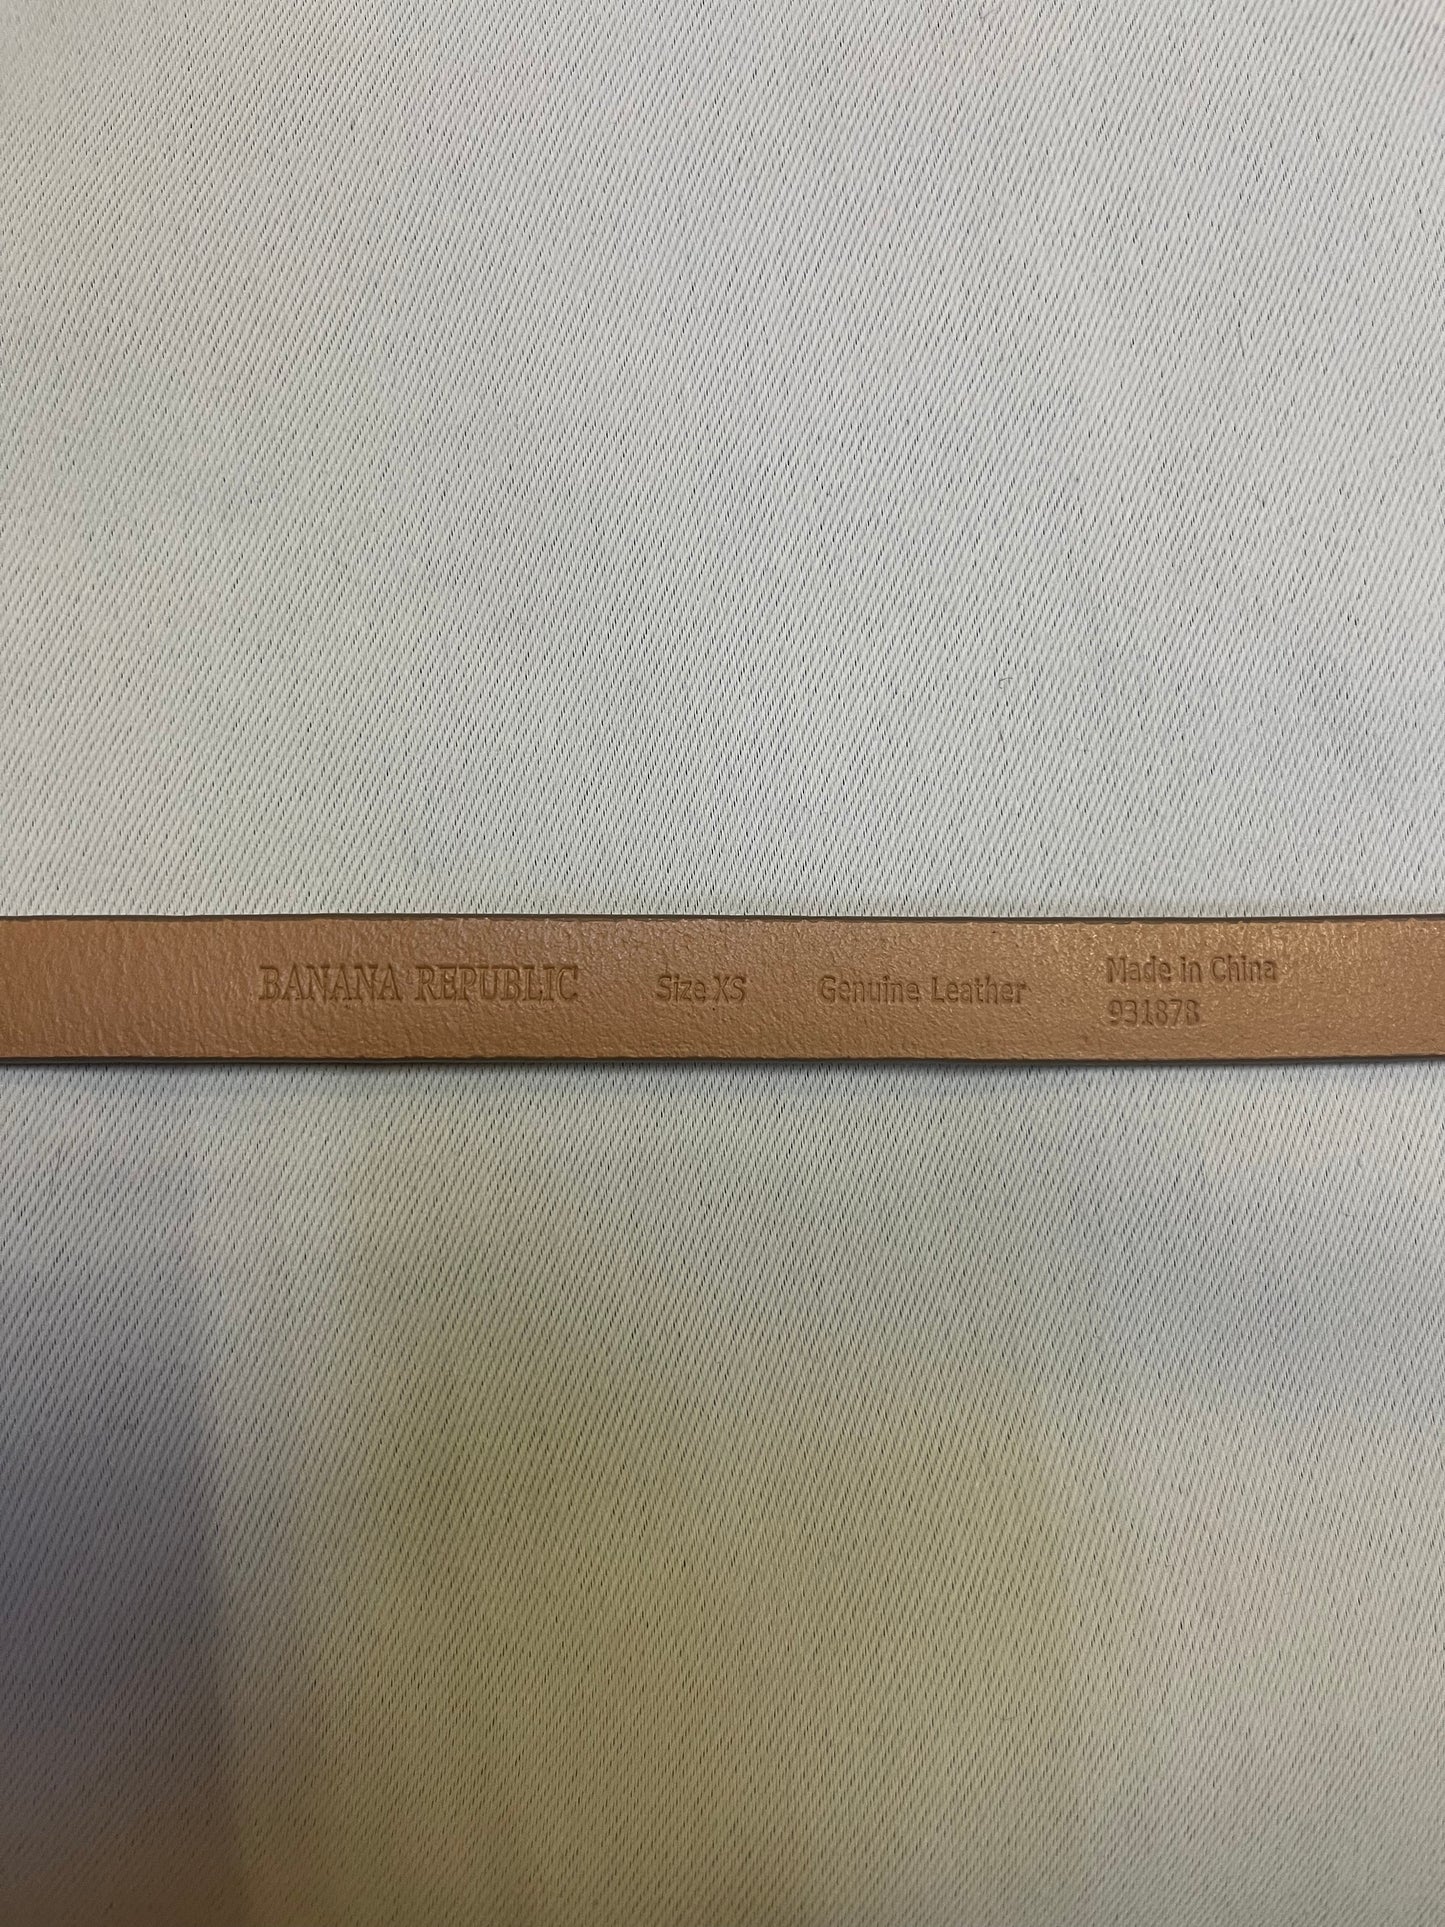 BANANA REPUBLIC Size XS Genuine Leather Made in China
931878